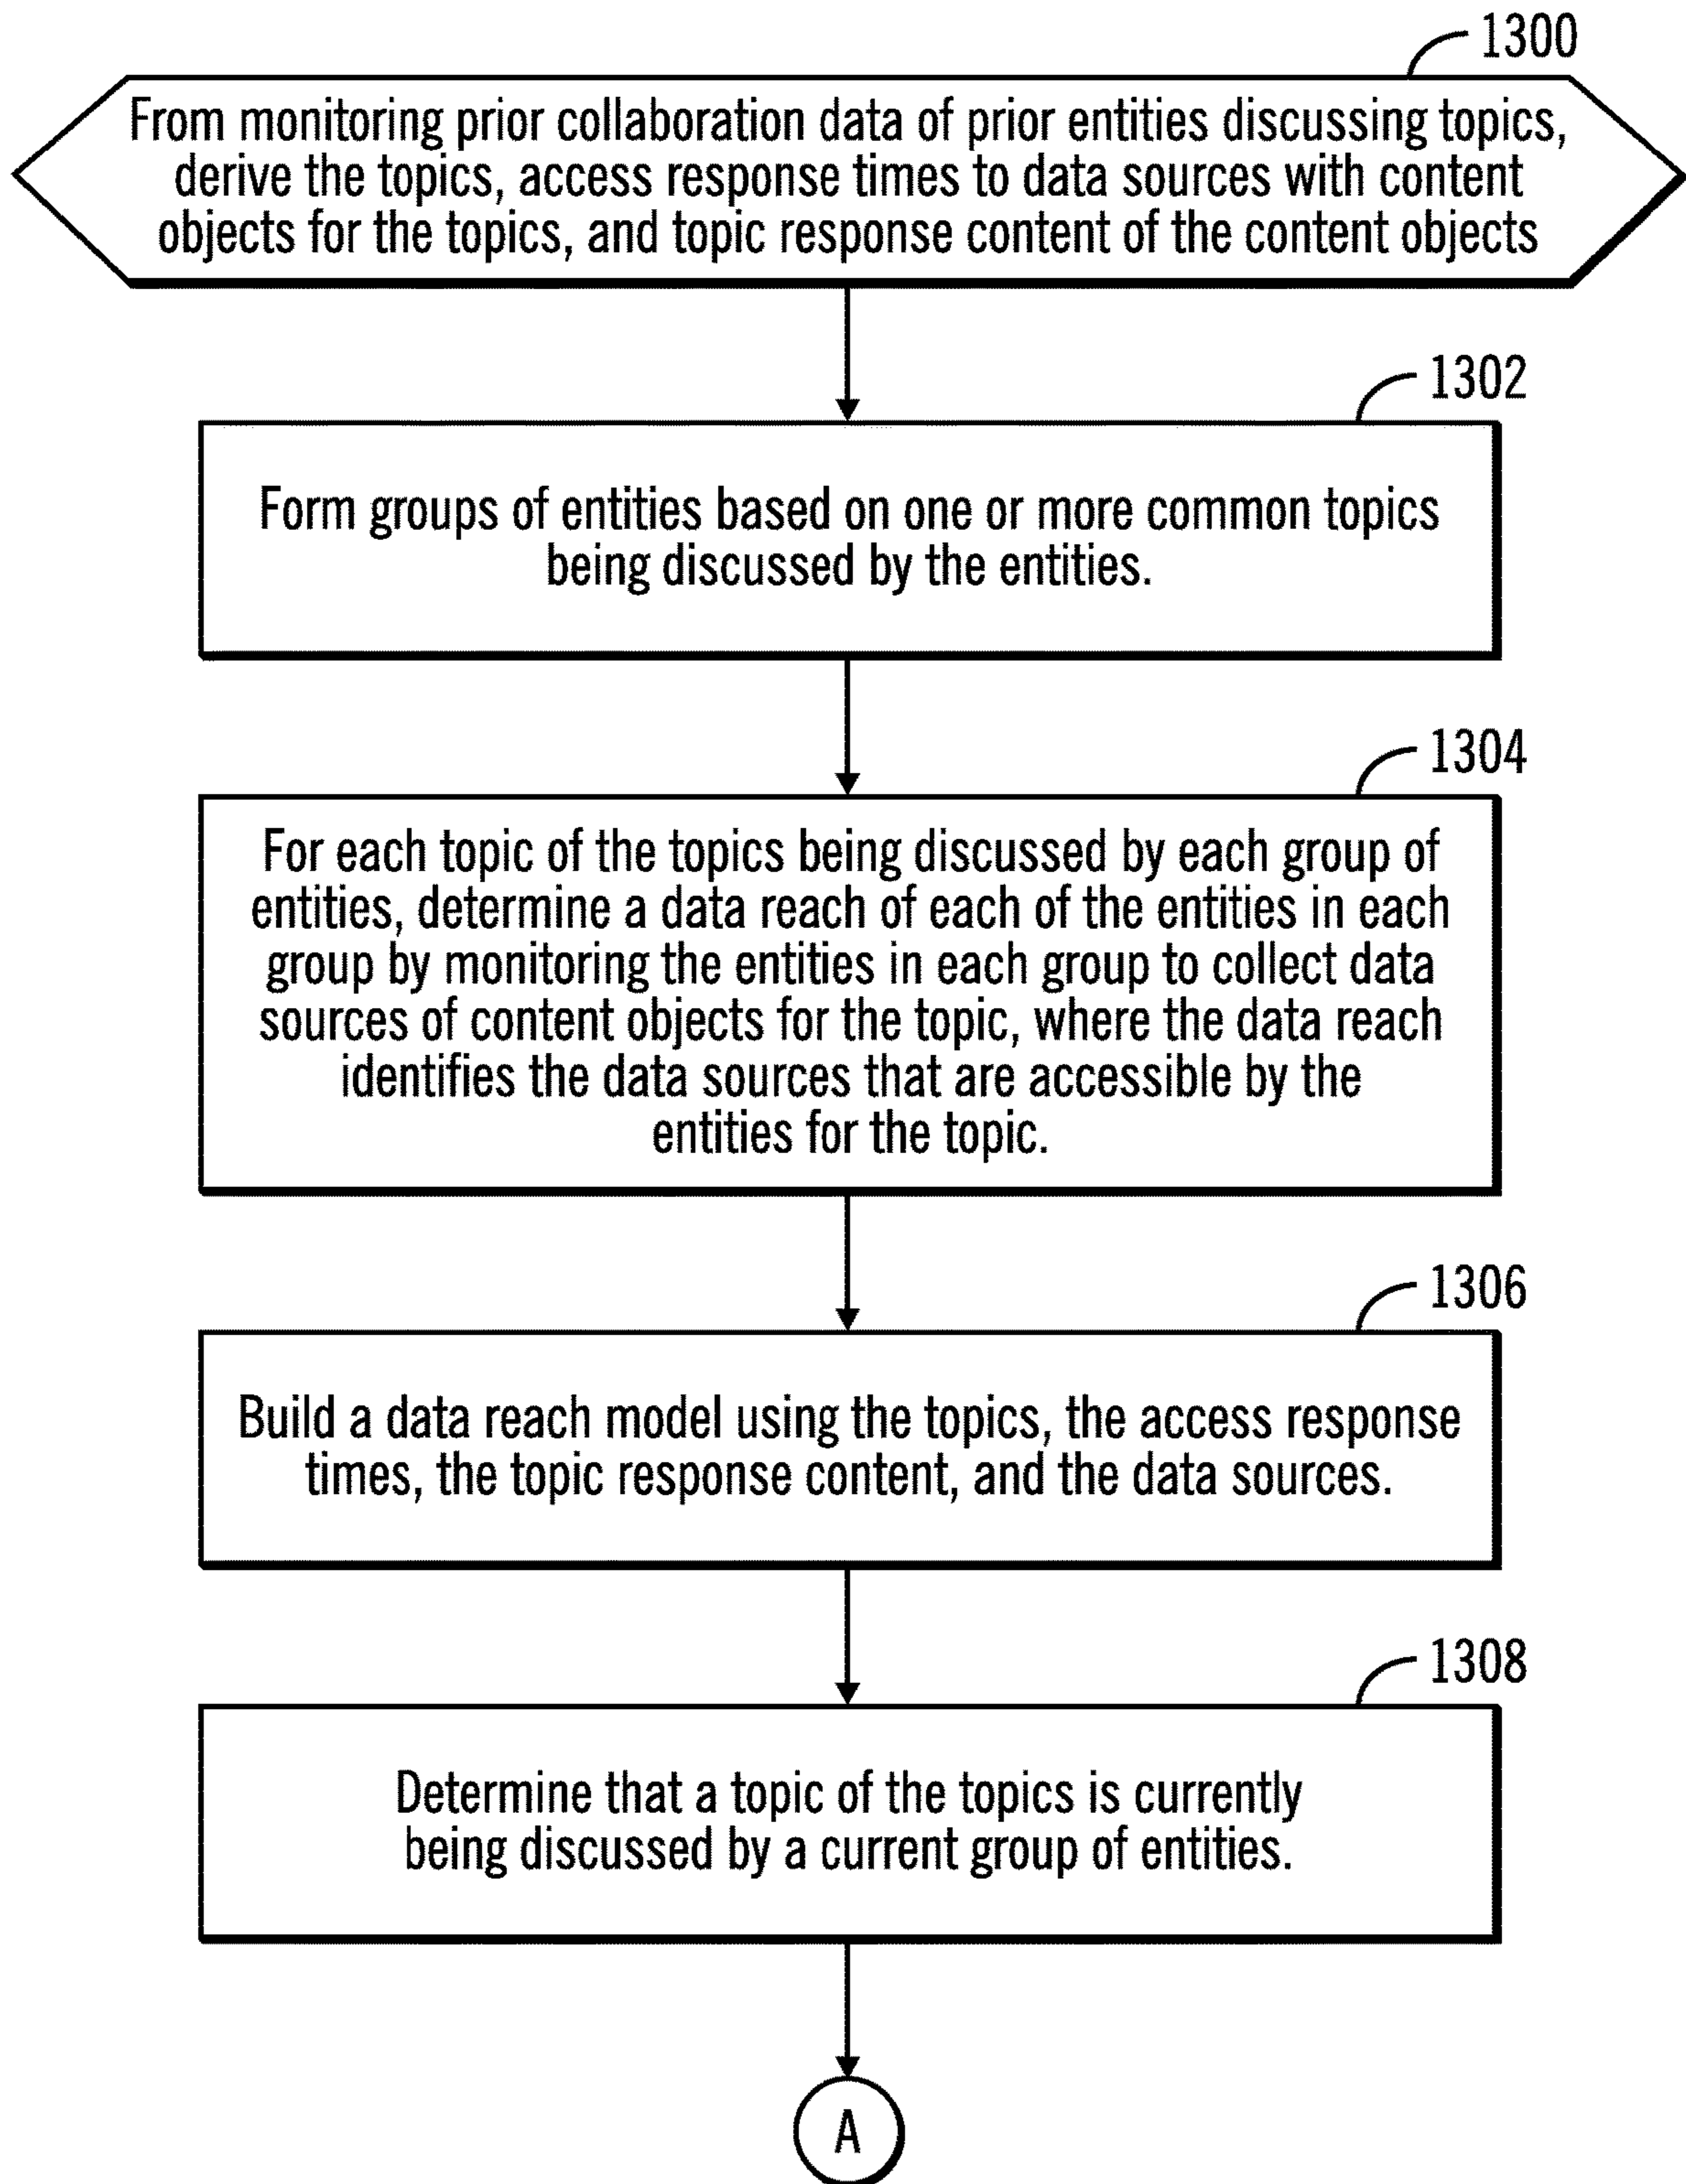 1300
From monitoring prior collaboration data of prior entities discussing topics,
derive the topics, access response times to data sources with content
objects for the topics, and topic response content of the content objects
1302
Form groups of entities based on one or more common topics
being discussed by the entities.
1304
For each topic of the topics being discussed by each group of
entities, determine a data reach of each of the entities in each
group by monitoring the entities in each group to collect data
sources of content objects for the topic, where the data reach
identifies the data sources that are accessible by the
entities for the topic.
1306
Build a data reach model using the topics, the access response
times, the topic response content, and the data sources.
1308
Determine that a topic of the topics is currently
being discussed by a current group of entities.
A